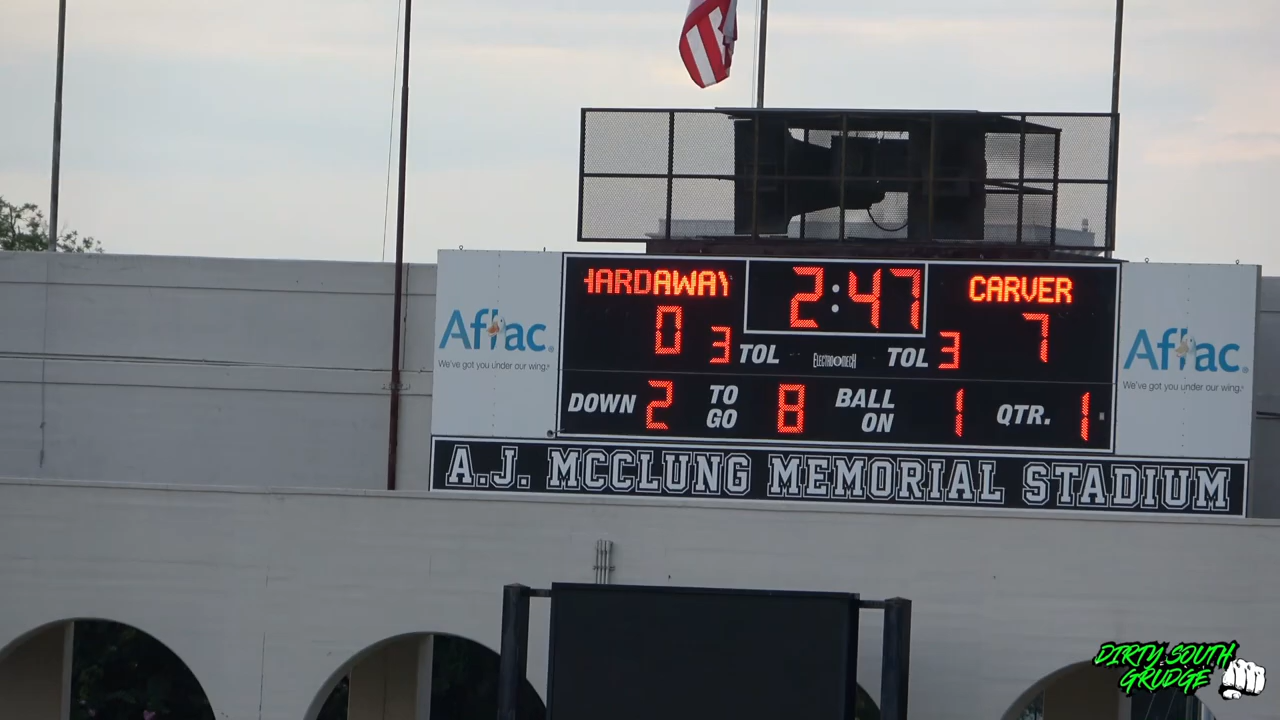 HARDAWAY 2:47 CARVER
0 3 TOL ELECTRO-MECH TOL 3 7
DOWN 2 TO GO 8 BALL ON 1 QTR. 1
Aflac
We've got you under our wing.
Aflac
We've got you under our wing.
A.J. MCCLUNG MEMORIAL STADIUM
DIRTY SOUTH
GRUDGE